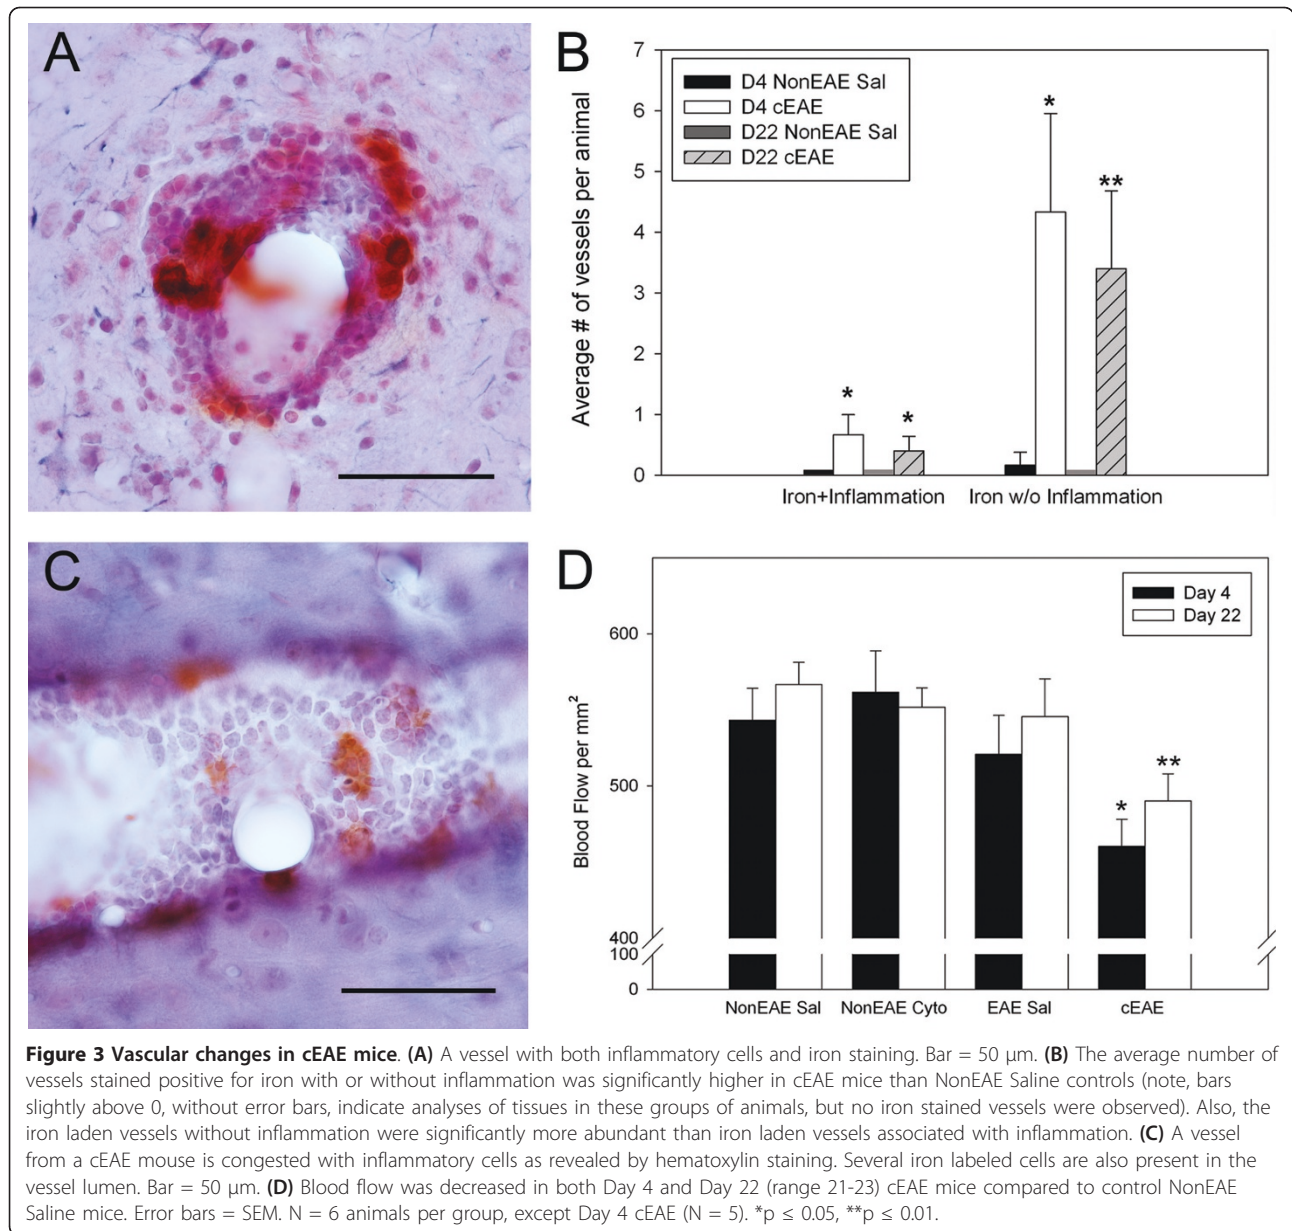 A
B
7
6
5
4
3
2
1
0
Average # of vessels per animal
D4 NonEAE Sal
D4 cEAE
D22 NonEAE Sal
D22 cEAE
*
*
*
**
Iron+Inflammation
Iron w/o Inflammation
C
D
600
500
400
100
0
Blood Flow per mm²
Day 4
Day 22
*
**
NonEAE Sal
NonEAE Cyto
EAE Sal
cEAE
Figure 3 Vascular changes in cEAE mice. (A) A vessel with both inflammatory cells and iron staining. Bar = 50 μm. (B) The average number of
vessels stained positive for iron with or without inflammation was significantly higher in cEAE mice than NonEAE Saline controls (note, bars
slightly above 0, without error bars, indicate analyses of tissues in these groups of animals, but no iron stained vessels were observed). Also, the
iron laden vessels without inflammation were significantly more abundant than iron laden vessels associated with inflammation. (C) A vessel
from a cEAE mouse is congested with inflammatory cells as revealed by hematoxylin staining. Several iron labeled cells are also present in the
vessel lumen. Bar = 50 μm. (D) Blood flow was decreased in both Day 4 and Day 22 (range 21-23) cEAE mice compared to control NonEAE
Saline mice. Error bars = SEM. N = 6 animals per group, except Day 4 cEAE (N = 5). *p ≤ 0.05, **p ≤ 0.01.